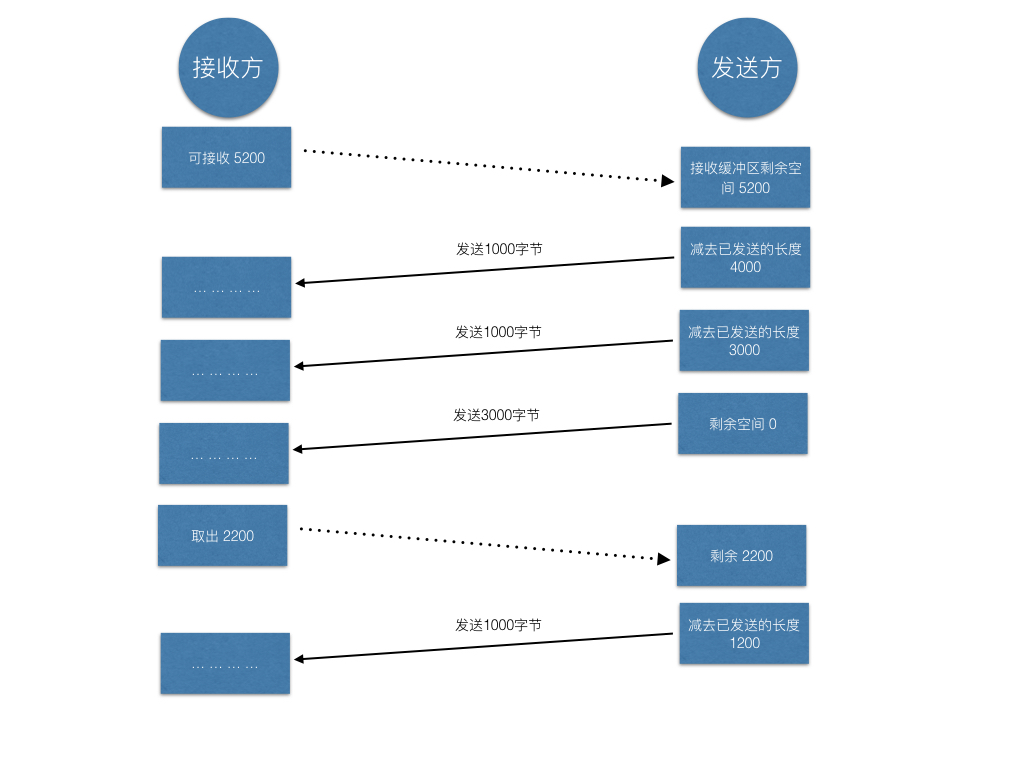 接收方
发送方
可接收 5200
接收缓冲区剩余空
间 5200
发送1000字节
减去已发送的长度
4000
… … … …
发送1000字节
减去已发送的长度
3000
… … … …
发送3000字节
剩余空间 0
… … … …
取出 2200
剩余 2200
发送1000字节
减去已发送的长度
1200
… … … …